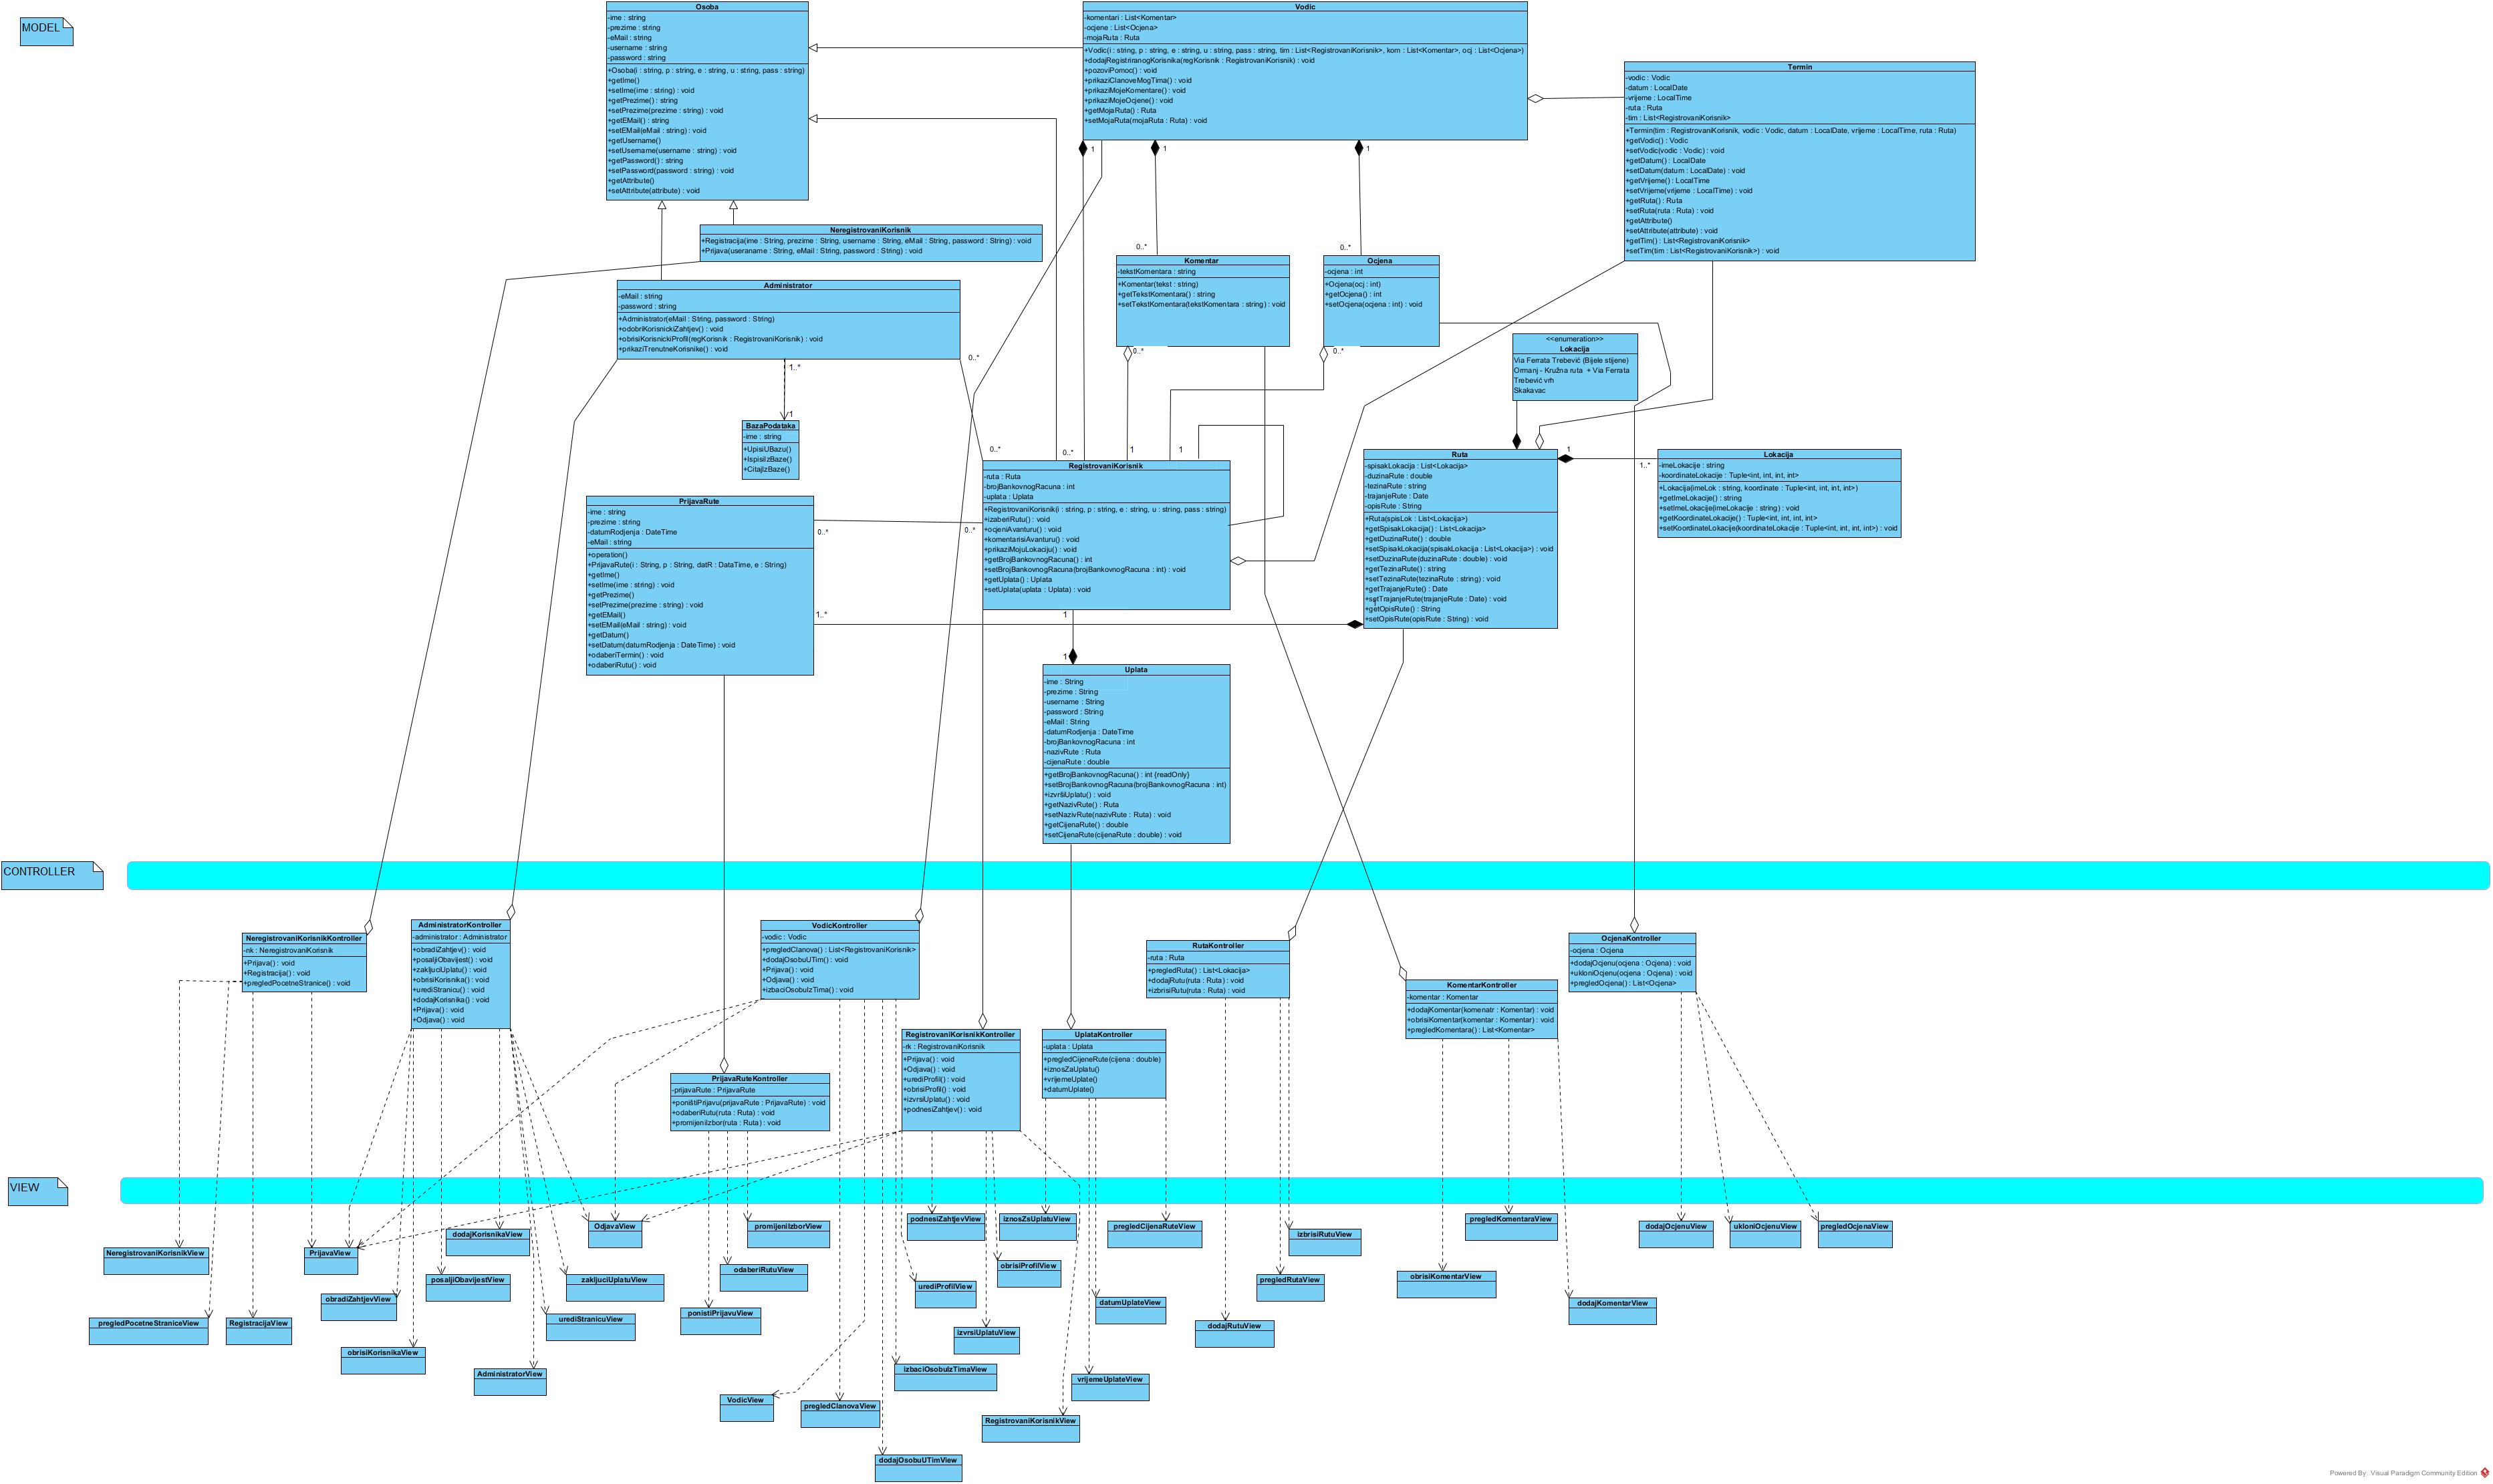 MODEL
Osoba
-ime : string
-prezime : string
-eMail : string
-username : string
-password : string
+Osoba(i : string, p : string, e : string, u : string, pass : string)
+getIme()
+setIme(ime : string) : void
+getPrezime() : string
+setPrezime(prezime : string) : void
+getEMail() : string
+setEMail(eMail : string) : void
+getUsername()
+setUsername(username : string) : void
+getPassword() : string
+setPassword(password : string) : void
+getAttribute()
+setAttribute(attribute) : void
Vodic
-komentari : List<Komentar>
-ocjene : List<Ocjena>
-mojaRuta : Ruta
+Vodic(i : string, p : string, e : string, u : string, pass : string, tim : List<RegistrovaniKorisnik>, kom : List<Komentar>, ocj : List<Ocjena>)
+dodajRegistriranogKorisnika(regKorisnik : RegistrovaniKorisnik) : void
+pozoviPomoc() : void
+prikaziClanoveMogTima() : void
+prikaziMojeKomentare() : void
+prikaziMojeOcjene() : void
+getMojaRuta() : Ruta
+setMojaRuta(mojaRuta : Ruta) : void
Termin
-vodic : Vodic
-datum : LocalDate
-vrijeme : LocalTime
-ruta : Ruta
-tim : List<RegistrovaniKorisnik>
+Termin(tim : RegistrovaniKorisnik, vodic : Vodic, datum : LocalDate, vrijeme : LocalTime, ruta : Ruta)
+getVodic() : Vodic
+setVodic(vodic : Vodic) : void
+getDatum() : LocalDate
+setDatum(datum : LocalDate) : void
+getVrijeme() : LocalTime
+setVrijeme(vrijeme : LocalTime) : void
+getRuta() : Ruta
+setRuta(ruta : Ruta) : void
+getAttribute()
+setAttribute(attribute) : void
+getTim() : List<RegistrovaniKorisnik>
+setTim(tim : List<RegistrovaniKorisnik>) : void
1
1
1
NeregistrovaniKorisnik
+Registracija(ime : String, prezime : String, username : String, eMail : String, password : String) : void
+Prijava(useraname : String, eMail : String, password : String) : void
0..*
0..*
Komentar
-tekstKomentara : string
+Komentar(tekst : string)
+getTekstKomentara() : string
+setTekstKomentara(tekstKomentara : string) : void
Ocjena
-ocjena : int
+Ocjena(ocj : int)
+getOcjena() : int
+setOcjena(ocjena : int) : void
Administrator
-eMail : string
-password : string
+Administrator(eMail : String, password : String)
+odobriKorisnickiZahtjev() : void
+obrisiKorisnickiProfil(regKorisnik : RegistrovaniKorisnik) : void
+prikaziTrenutneKorisnike() : void
0..*
0..*
0..*
1..*
1
<<enumeration>>
Lokacija
Via Ferrata Trebević (Bijele stijene)
Ormanj - Kružna ruta + Via Ferrata
Trebević vrh
Skakavac
BazaPodataka
-ime : string
+UpisiUBazu()
+IspisiIzBaze()
+CitajIzBaze()
0..*
0..*
1
1
RegistrovaniKorisnik
-ruta : Ruta
-brojBankovnogRacuna : int
-uplata : Uplata
+RegistrovaniKorisnik(i : string, p : string, e : string, u : string, pass : string)
+izaberiRutu() : void
+ocjeniAvanturu() : void
+komentarisiAvanturu() : void
+prikaziMojuLokaciju() : void
+getBrojBankovnogRacuna() : int
+setBrojBankovnogRacuna(brojBankovnogRacuna : int) : void
+getUplata() : Uplata
+setUplata(uplata : Uplata) : void
Ruta
-spisakLokacija : List<Lokacija>
-duzinaRute : double
-tezinaRute : string
-trajanjeRute : Date
-opisRute : String
+Ruta(spisLok : List<Lokacija>)
+getSpisakLokacija() : List<Lokacija>
+getDuzinaRute() : double
+setSpisakLokacija(spisakLokacija : List<Lokacija>) : void
+setDuzinaRute(duzinaRute : double) : void
+getTezinaRute() : string
+setTezinaRute(tezinaRute : string) : void
+getTrajanjeRute() : Date
+setTrajanjeRute(trajanjeRute : Date) : void
+getOpisRute() : String
+setOpisRute(opisRute : String) : void
1
1
1..*
Lokacija
-imeLokacije : string
-koordinateLokacije : Tuple<int, int, int, int>
+Lokacija(imeLok : string, koordinate : Tuple<int, int, int, int>)
+getImeLokacije() : string
+setImeLokacije(imeLokacije : string) : void
+getKoordinateLokacije() : Tuple<int, int, int, int>
+setKoordinateLokacije(koordinateLokacije : Tuple<int, int, int, int>) : void
PrijavaRute
-ime : string
-prezime : string
-datumRodjenja : DateTime
-eMail : string
+operation()
+PrijavaRute(i : String, p : String, datR : DataTime, e : String)
+getIme()
+setIme(ime : string) : void
+getPrezime()
+setPrezime(prezime : string) : void
+getEMail()
+setEMail(eMail : string) : void
+getDatum()
+setDatum(datumRodjenja : DateTime) : void
+odaberiTermin() : void
+odaberiRutu() : void
0..*
0..*
1..*
1
1
Uplata
-ime : String
-prezime : String
-username : String
-password : String
-eMail : String
-datumRodjenja : DateTime
-brojBankovnogRacuna : int
-nazivRute : Ruta
-cijenaRute : double
+getBrojBankovnogRacuna() : int {readOnly}
+setBrojBankovnogRacuna(brojBankovnogRacuna : int)
+izvršiUplatu() : void
+getNazivRute() : Ruta
+setNazivRute(nazivRute : Ruta) : void
+getCijenaRute() : double
+setCijenaRute(cijenaRute : double) : void
CONTROLLER
NeregistrovaniKorisnikKontroller
-nk : NeregistrovaniKorisnik
+Prijava() : void
+Registracija() : void
+pregledPocetneStranice() : void
AdministratorKontroller
-administrator : Administrator
+obradiZahtjev() : void
+posaljiObavijest() : void
+zakljuciUplatu() : void
+obrisiKorisnika() : void
+urediStranicu() : void
+dodajKorisnika() : void
+Prijava() : void
+Odjava() : void
VodicKontroller
-vodic : Vodic
+pregledClanova() : List<RegistrovaniKorisnik>
+dodajOsobuUTim() : void
+Prijava() : void
+Odjava() : void
+izbaciOsobuIzTima() : void
RutaKontroller
-ruta : Ruta
+pregledRuta() : List<Lokacija>
+dodajRutu(ruta : Ruta) : void
+izbrisiRutu(ruta : Ruta) : void
OcjenaKontroller
-ocjena : Ocjena
+dodajOcjenu(ocjena : Ocjena) : void
+ukloniOcjenu(ocjena : Ocjena) : void
+pregledOcjena() : List<Ocjena>
KomentarKontroller
-komentar : Komentar
+dodajKomentar(komenatr : Komentar) : void
+obrisiKomentar(komentar : Komentar) : void
+pregledKomentara() : List<Komentar>
RegistrovaniKorisnikKontroller
-rk : RegistrovaniKorisnik
+Prijava() : void
+Odjava() : void
+urediProfil() : void
+obrisiProfil() : void
+izvrsiUplatu() : void
+podnesiZahtjev() : void
UplataKontroller
-uplata : Uplata
+pregledCijeneRute(cijena : double)
+iznosZaUplatu()
+vrijemeUplate()
+datumUplate()
PrijavaRuteKontroller
-prijavaRute : PrijavaRute
+poništiPrijavu(prijavaRute : PrijavaRute) : void
+odaberiRutu(ruta : Ruta) : void
+promijeniIzbor(ruta : Ruta) : void
VIEW
NeregistrovaniKorisnikView
PrijavaView
dodajKorisnikaView
OdjavaView
promijeniIzborView
podnesiZahtjevView
iznosZsUplatuView
pregledCijenaRuteView
izbrisiRutuView
pregledKomentaraView
dodajOcjenuView
ukloniOcjenuView
pregledOcjenaView
posaljiObavijestView
zakljuciUplatuView
odaberiRutuView
obrisiProfilView
urediProfilView
pregledRutaView
obrisiKomentarView
obradiZahtjevView
datumUplateView
dodajKomentarView
pregledPocetneStraniceView
RegistracijaView
urediStranicuView
ponistiPrijavuView
izvrsiUplatuView
dodajRutuView
obrisiKorisnikaView
AdministratorView
izbaciOsobuIzTimaView
vrijemeUplateView
VodicView
pregledClanovaView
RegistrovaniKorisnikView
dodajOsobuUTimView
Powered By: Visual Paradigm Community Edition